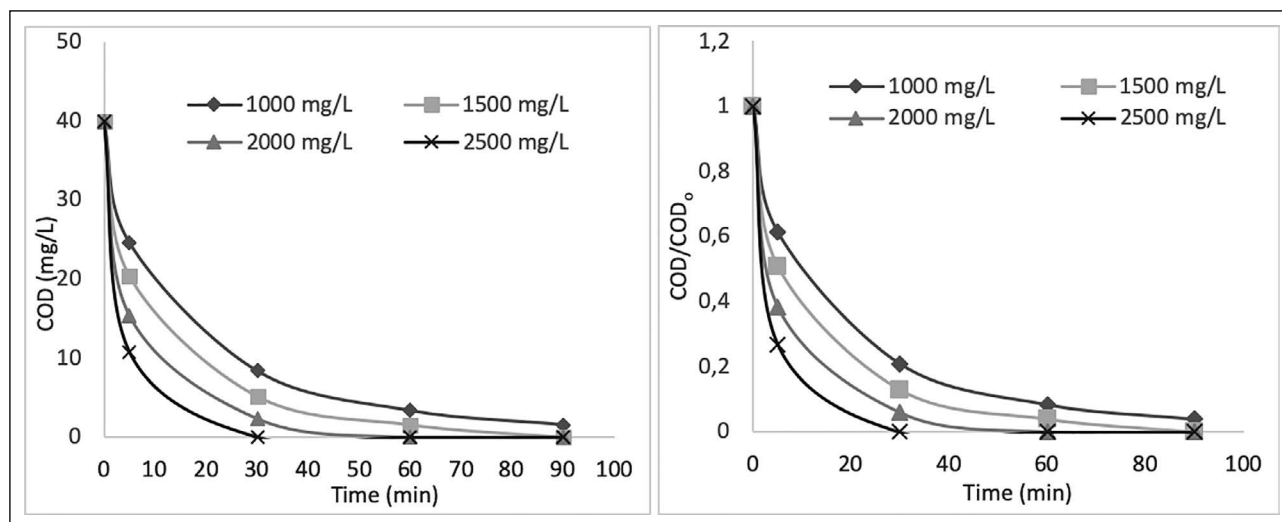 50
40
30
20
10
0
COD (mg/L)
1000 mg/L 1500 mg/L
2000 mg/L 2500 mg/L
0 10 20 30 40 50 60 70 80 90 100
Time (min)
1,2
1
0,8
0,6
0,4
0,2
0
COD/CODo
1000 mg/L 1500 mg/L
2000 mg/L 2500 mg/L
0 20 40 60 80 100
Time (min)